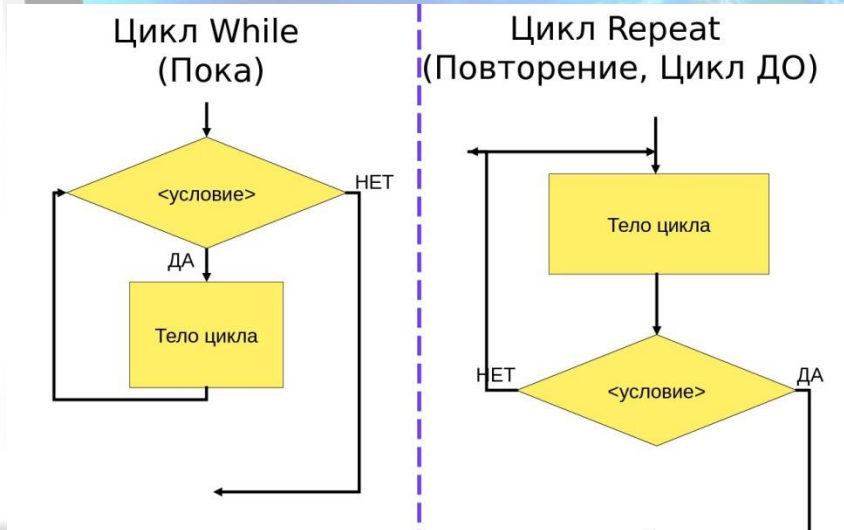 Цикл While
(Пока)
<условие>
НЕТ
ДА
Тело цикла
Цикл Repeat
(Повторение, Цикл ДО)
Тело цикла
НЕТ
<условие>
ДА